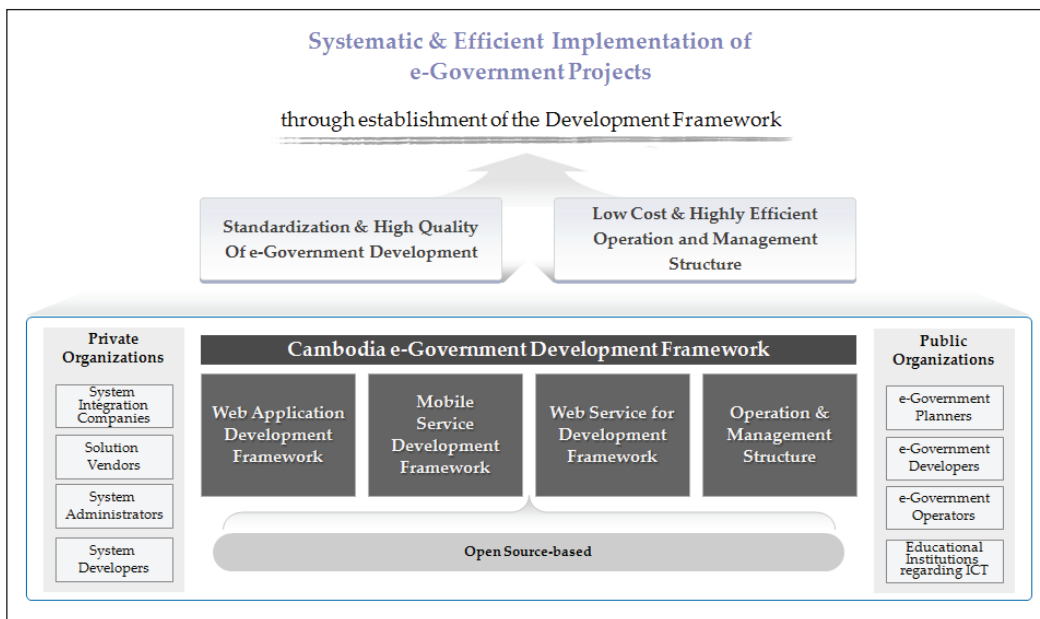 Systematic & Efficient Implementation of
e-Government Projects
through establishment of the Development Framework
Standardization & High Quality
Of e-Government Development
Low Cost & Highly Efficient
Operation and Management
Structure
Private
Organizations
System
Integration
Companies
Solution
Vendors
System
Administrators
System
Developers
Cambodia e-Government Development Framework
Web Application
Development
Framework
Mobile
Service
Development
Framework
Web Service for
Development
Framework
Operation &
Management
Structure
Open Source-based
Public
Organizations
e-Government
Planners
e-Government
Developers
e-Government
Operators
Educational
Institutions
regarding ICT